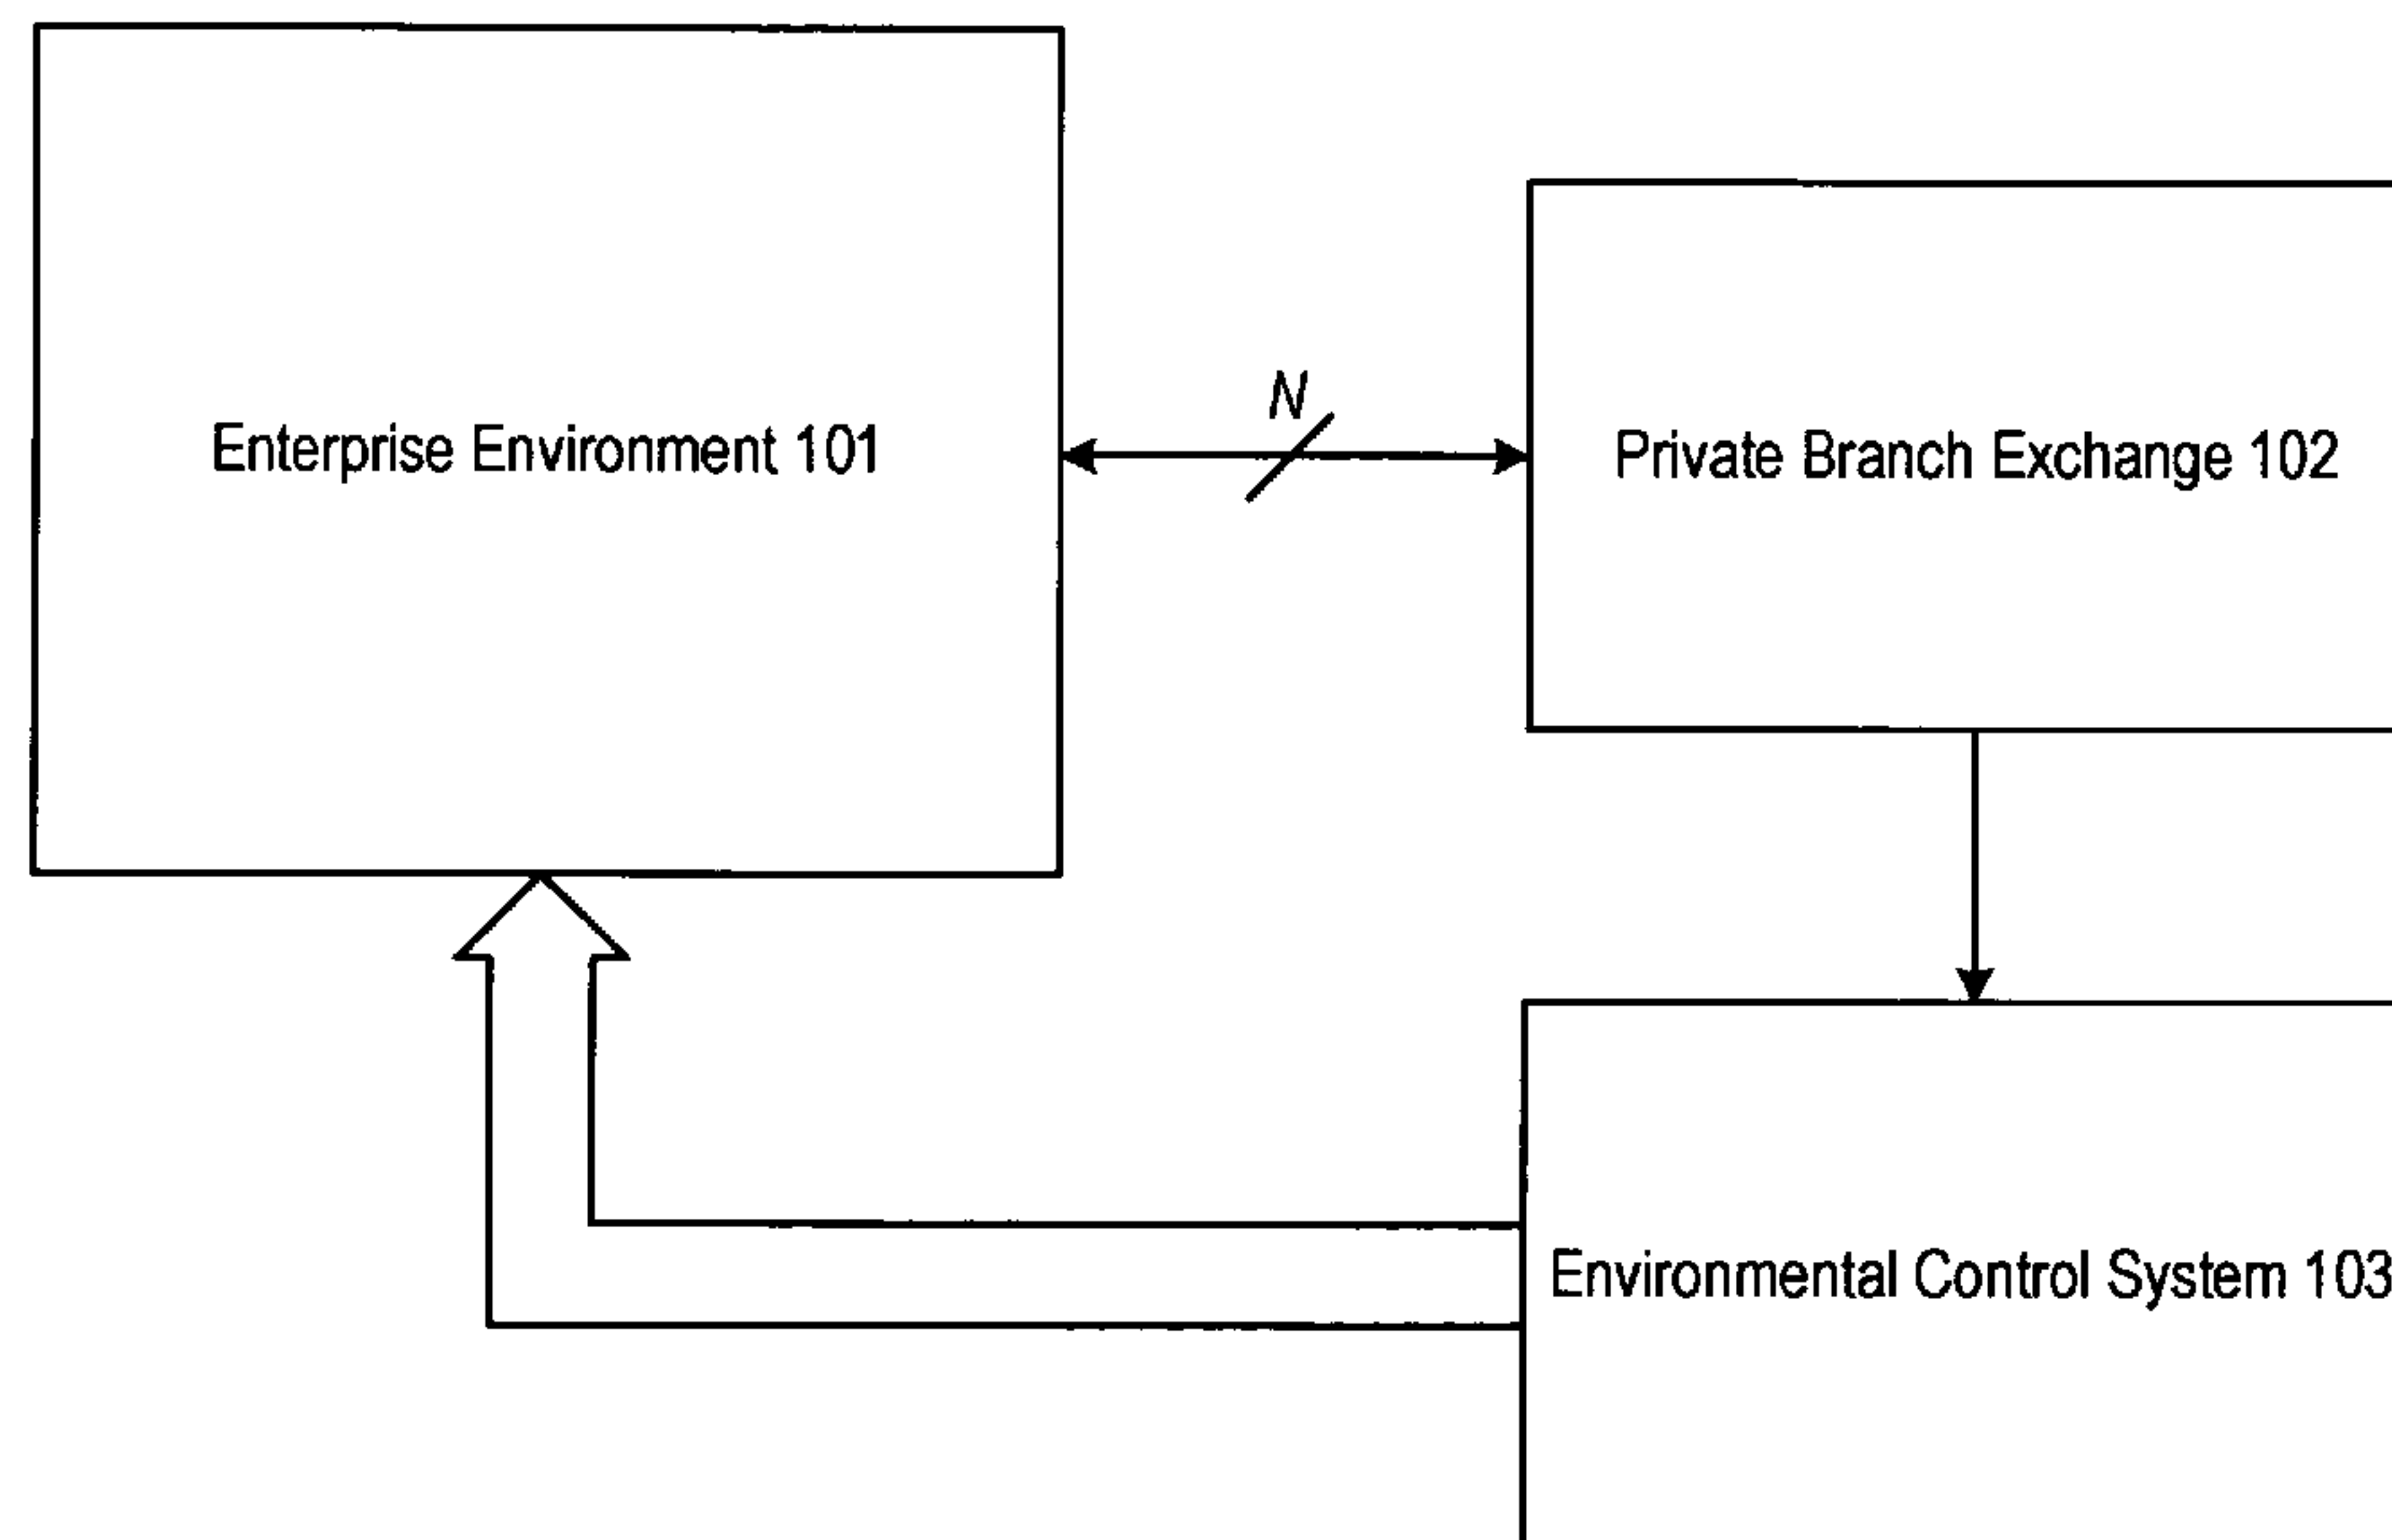 Enterprise Environment 101
N
Private Branch Exchange 102
Environmental Control System 103